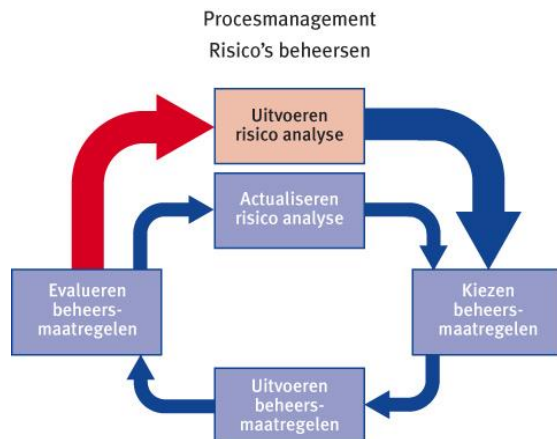 Procesmanagement
Risico's beheersen
Uitvoeren
risico analyse
Actualiseren
risico analyse
Evalueren
beheers-
maatregelen
Kiezen
beheers-
maatregelen
Uitvoeren
beheers-
maatregelen